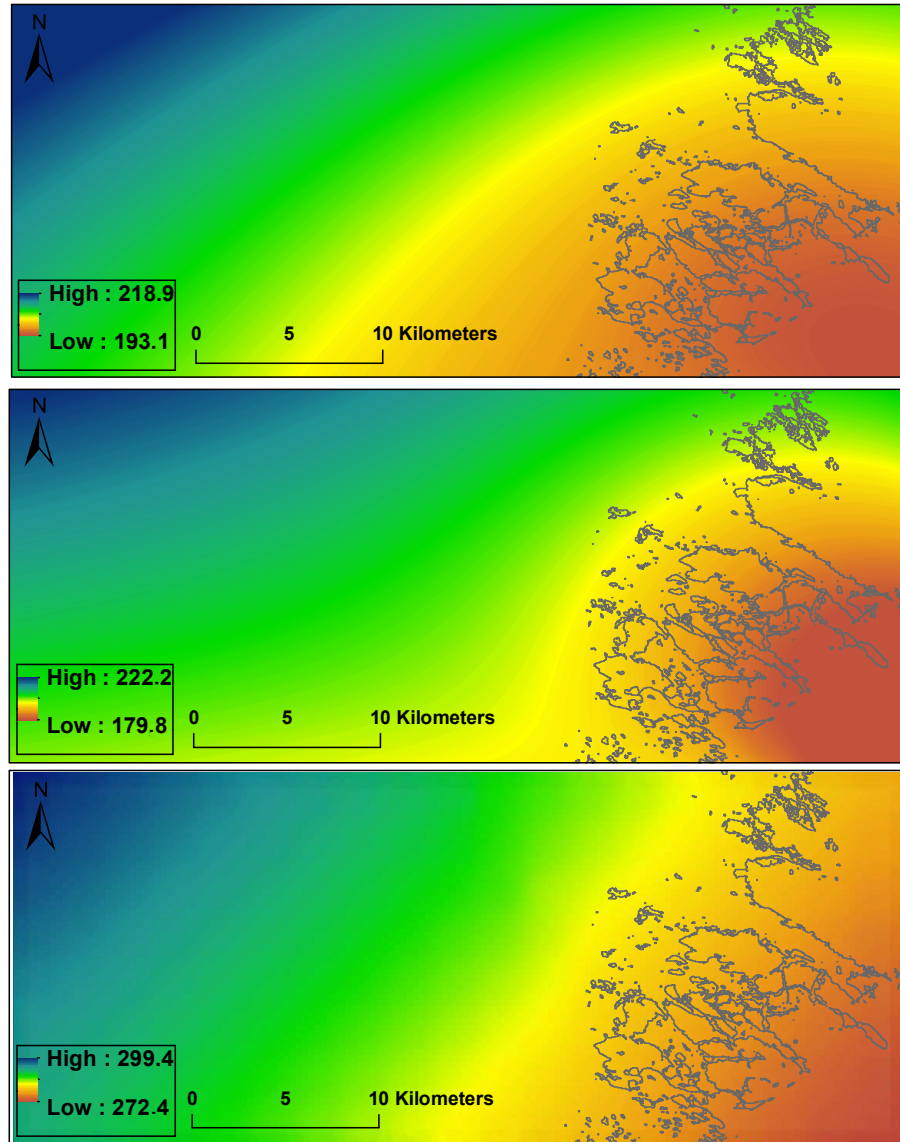 N
High : 218.9
Low : 193.1
0 5 10 Kilometers
N
High : 222.2
Low : 179.8
0 5 10 Kilometers
N
High : 299.4
Low : 272.4
0 5 10 Kilometers